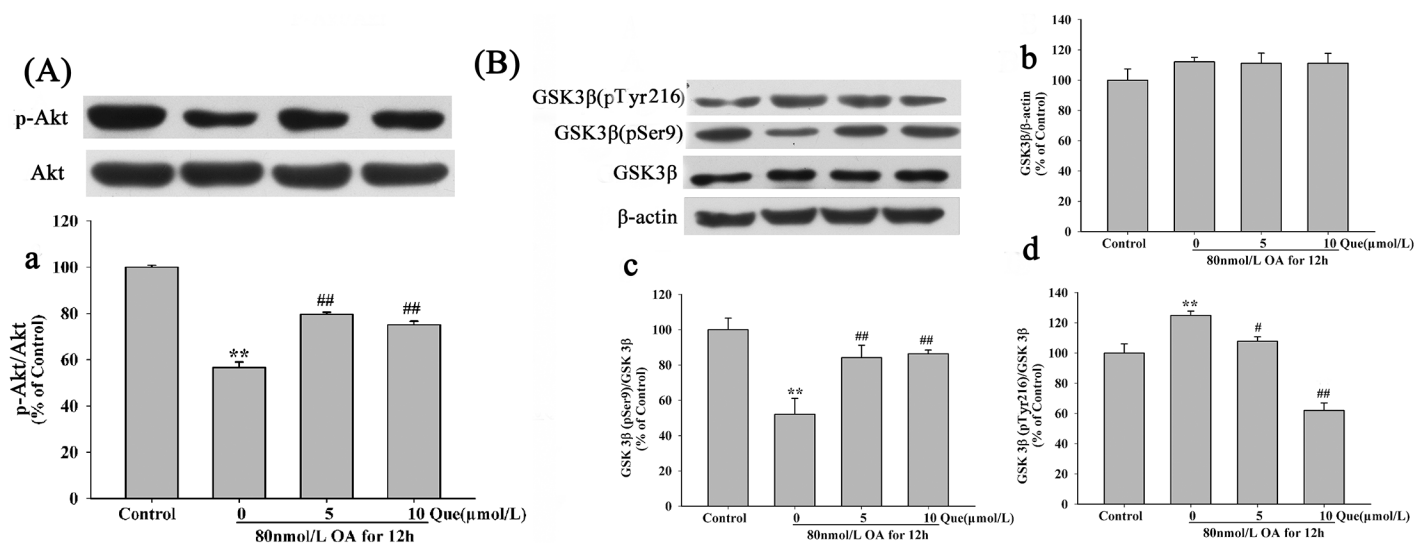 (A)
p-Akt
Akt
a
p-Akt/Akt
(% of Control)
120
100
80
60
40
20
0
**
##
##
Control
0
5
10 Que(μmol/L)
80nmol/L OA for 12h
(B)
GSK3β(pTyr216)
GSK3β(pSer9)
GSK3β
β-actin
b
GSK3β/β-actin
(% of Control)
140
120
100
80
60
40
20
0
Control
0
5
10 Que(μmol/L)
80nmol/L OA for 12h
c
GSK 3β (pSer9)/GSK 3β
(% of Control)
120
100
80
60
40
20
0
**
##
##
Control
0
5
10 Que(μmol/L)
80nmol/L OA for 12h
d
GSK 3β (pTyr216)/GSK 3β
(% of Control)
140
120
100
80
60
40
20
0
**
#
##
Control
0
5
10 Que(μmol/L)
80nmol/L OA for 12h